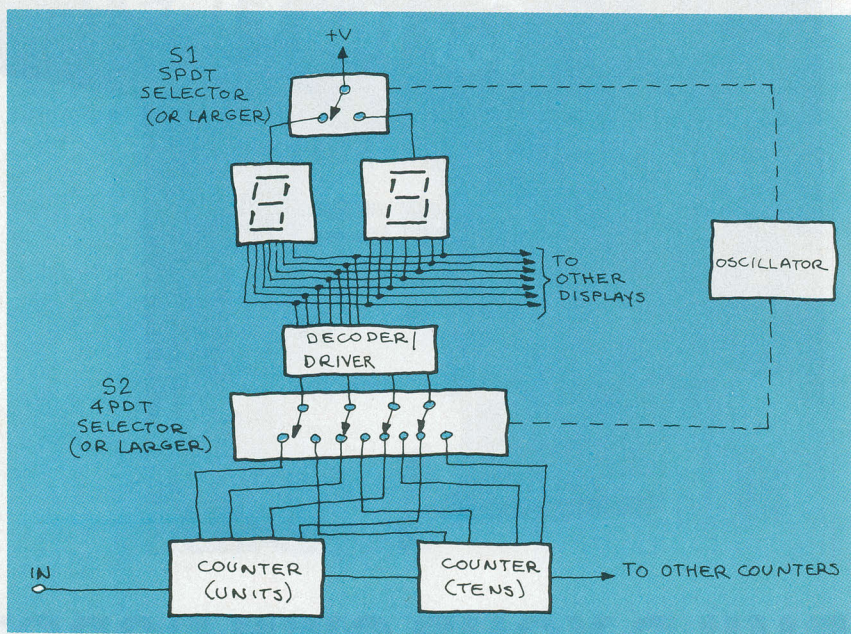 +V
S1
SPDT
SELECTOR
(OR LARGER)
OSCILLATOR
TO
OTHER
DISPLAYS
DECODER/
DRIVER
S2
4PDT
SELECTOR
(OR LARGER)
IN
COUNTER
(UNITS)
COUNTER
(TENS)
TO OTHER COUNTERS